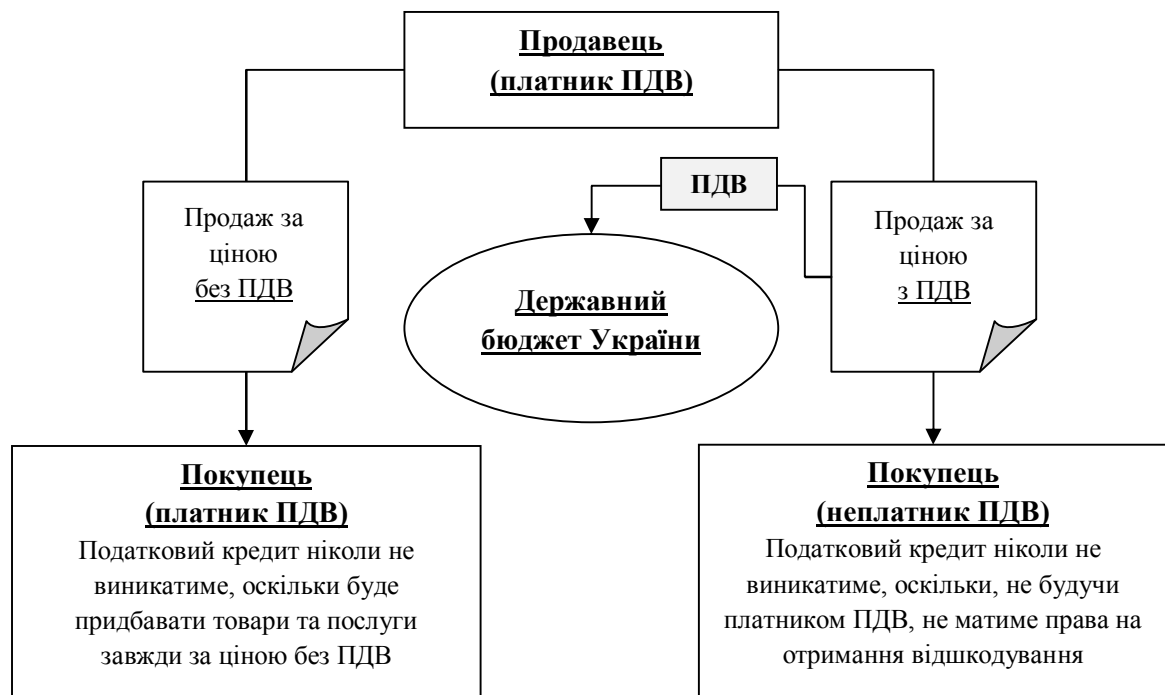 Продавець
(платник ПДВ)
ПДВ
Продаж за
ціною
без ПДВ
Продаж за
ціною
з ПДВ
Державний
бюджет України
Покупець
(платник ПДВ)
Податковий кредит ніколи не
виникатиме, оскільки буде
придбавати товари та послуги
завжди за ціною без ПДВ
Покупець
(неплатник ПДВ)
Податковий кредит ніколи не
виникатиме, оскільки, не будучи
платником ПДВ, не матиме права на
отримання відшкодування